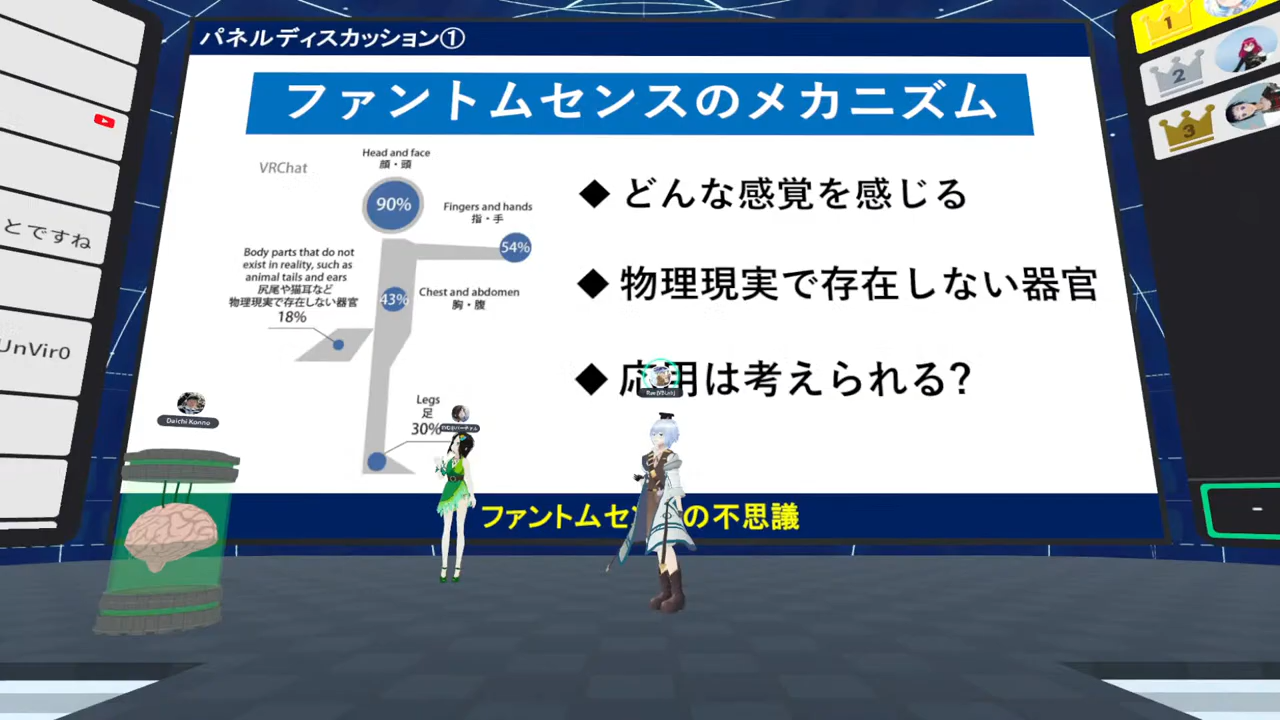 パネルディスカッション①
ファントムセンスのメカニズム
VRChat
Head and face
顔・頭
90%
Fingers and hands
指・手
54%
Body parts that do not
exist in reality, such as
animal tails and ears
尻尾や猫耳など
物理現実で存在しない器官
18%
43%
Chest and abdomen
胸・腹
Legs
足
30%
◆ どんな感覚を感じる
◆ 物理現実で存在しない器官
◆ 応用は考えられる?
ファントムセン の不思議
Daichi Konno
とですね
UnVir0
1
2
3
-